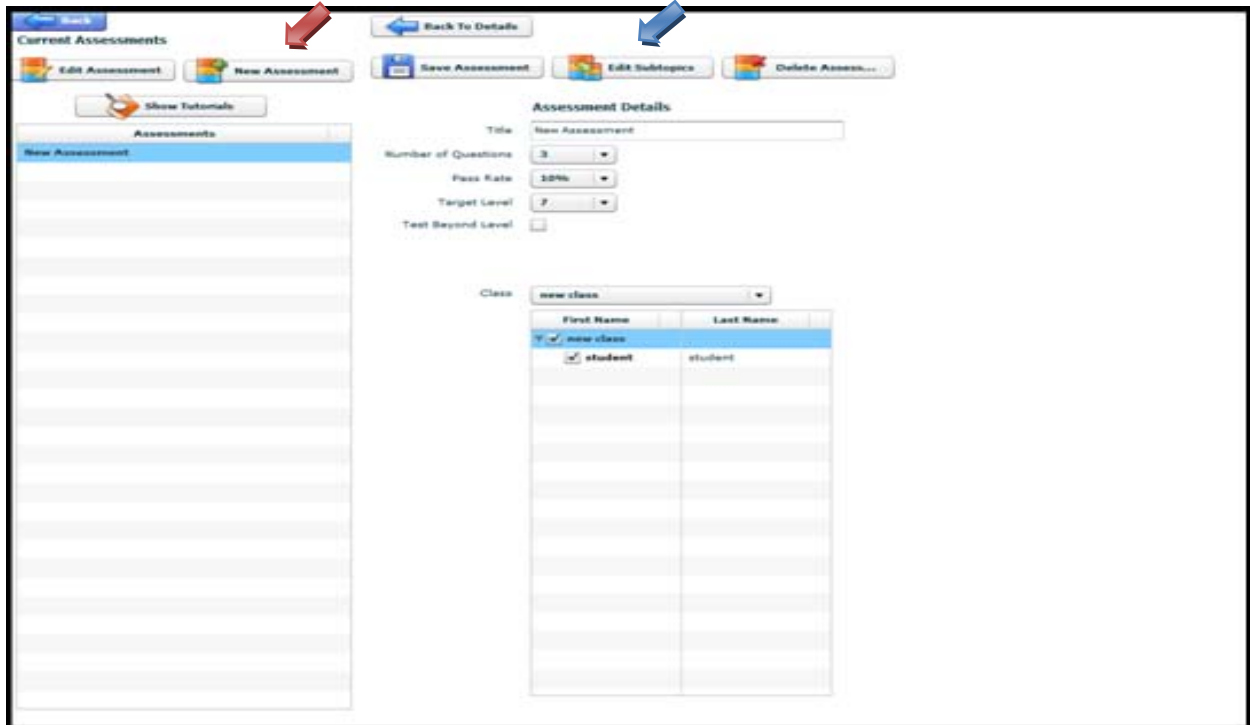 Back
Current Assessments
Edit Assessment
New Assessment
Show Tutorials
Assessments
New Assessment
Back To Details
Save Assessment
Edit Subtopics
Delete Assess...
Assessment Details
Title New Assessment
Number of Questions 3
Pass Rate 10%
Target Level 7
Test Beyond Level
Class new class
First Name Last Name
new class
student student